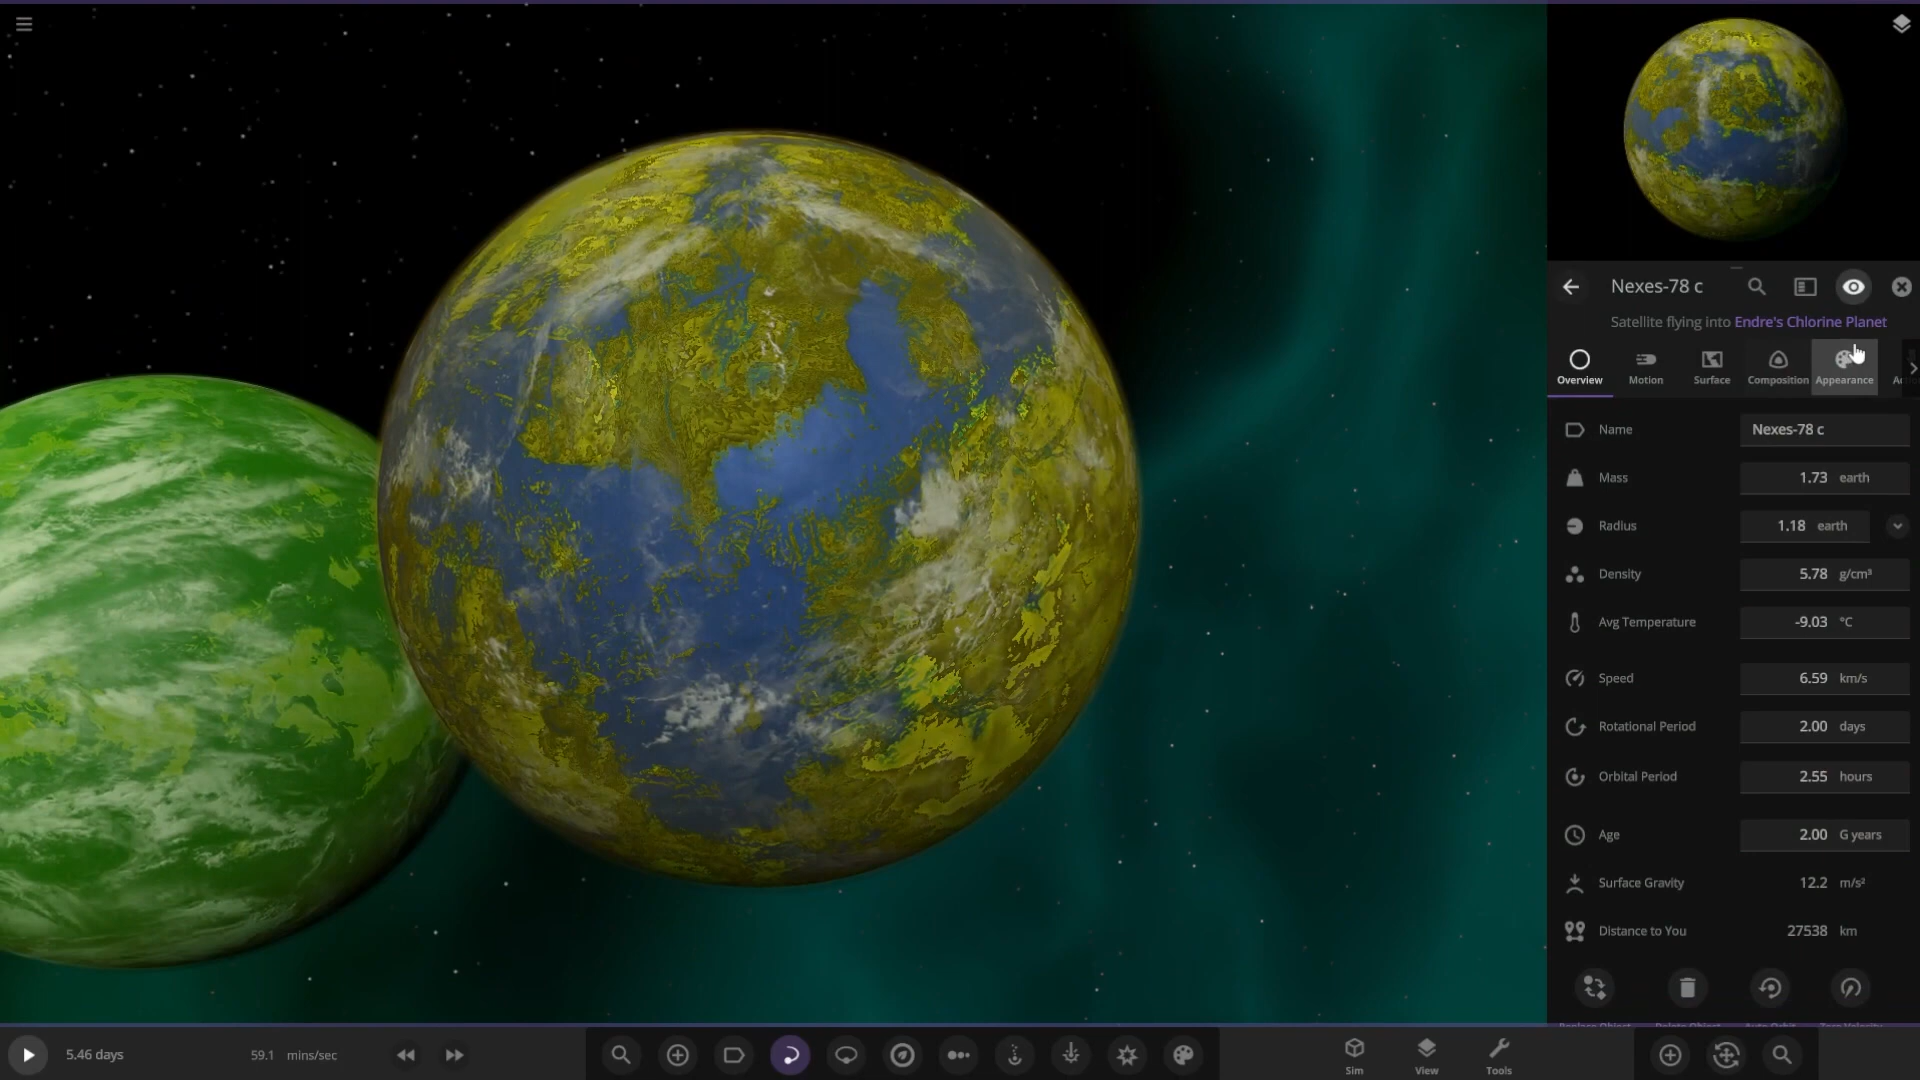 Nexes-78 c
Satellite flying into Endre's Chlorine Planet
Overview
Motion
Surface
Composition
Appearance
Name
Nexes-78 c
Mass
1.73 earth
Radius
1.18 earth
Density
5.78 g/cm³
Avg Temperature
-9.03 °C
Speed
6.59 km/s
Rotational Period
2.00 days
Orbital Period
2.55 hours
Age
2.00 G years
Surface Gravity
12.2 m/s²
Distance to You
27538 km
5.46 days
59.1 mins/sec
Sim
View
Tools